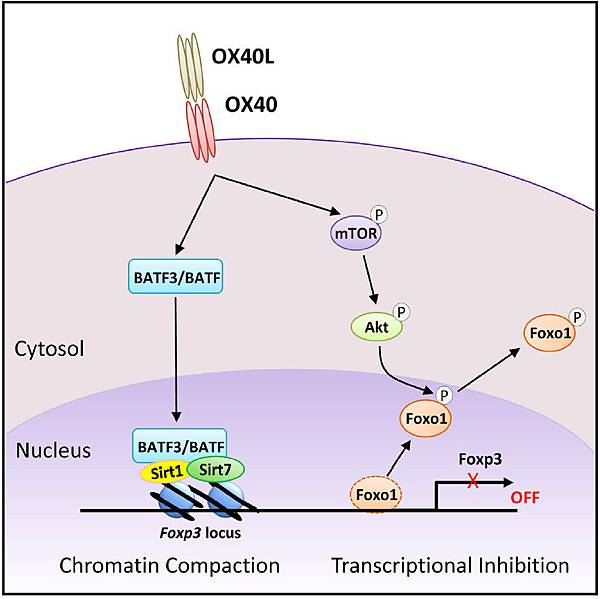 OX40L
OX40
P
mTOR
BATF3/BATF
P
Akt
P
Foxo1
Cytosol
P
Foxo1
Nucleus
BATF3/BATF
Sirt1
Sirt7
Foxp3
Foxo1
X
OFF
Foxp3 locus
Chromatin Compaction
Transcriptional Inhibition